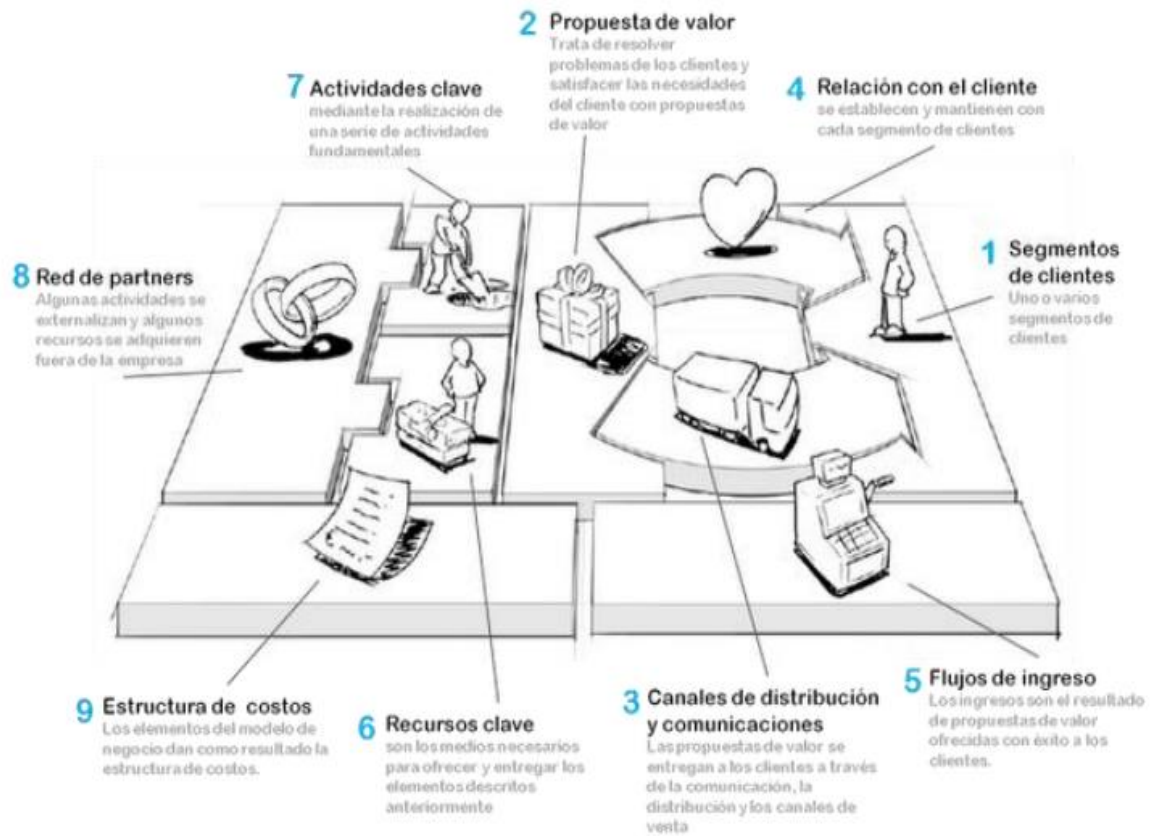 2 Propuesta de valor
Trata de resolver
problemas de los clientes y
satisfacer las necesidades
del cliente con propuestas
de valor
7 Actividades clave
mediante la realización de
una serie de actividades
fundamentales
4 Relación con el cliente
se establecen y mantienen con
cada segmento de clientes
8 Red de partners
Algunas actividades se
externalizan y algunos
recursos se adquieren
fuera de la empresa
1 Segmentos
de clientes
Uno o varios
segmentos de
clientes
9 Estructura de costos
Los elementos del modelo de
negocio dan como resultado la
estructura de costos.
6 Recursos clave
son los medios necesarios
para ofrecer y entregar los
elementos descritos
anteriormente
3 Canales de distribución
y comunicaciones
Las propuestas de valor se
entregan a los clientes a través
de la comunicación, la
distribución y los canales de
venta
5 Flujos de ingreso
Los ingresos son el resultado
de propuestas de valor
ofrecidas con éxito a los
clientes.